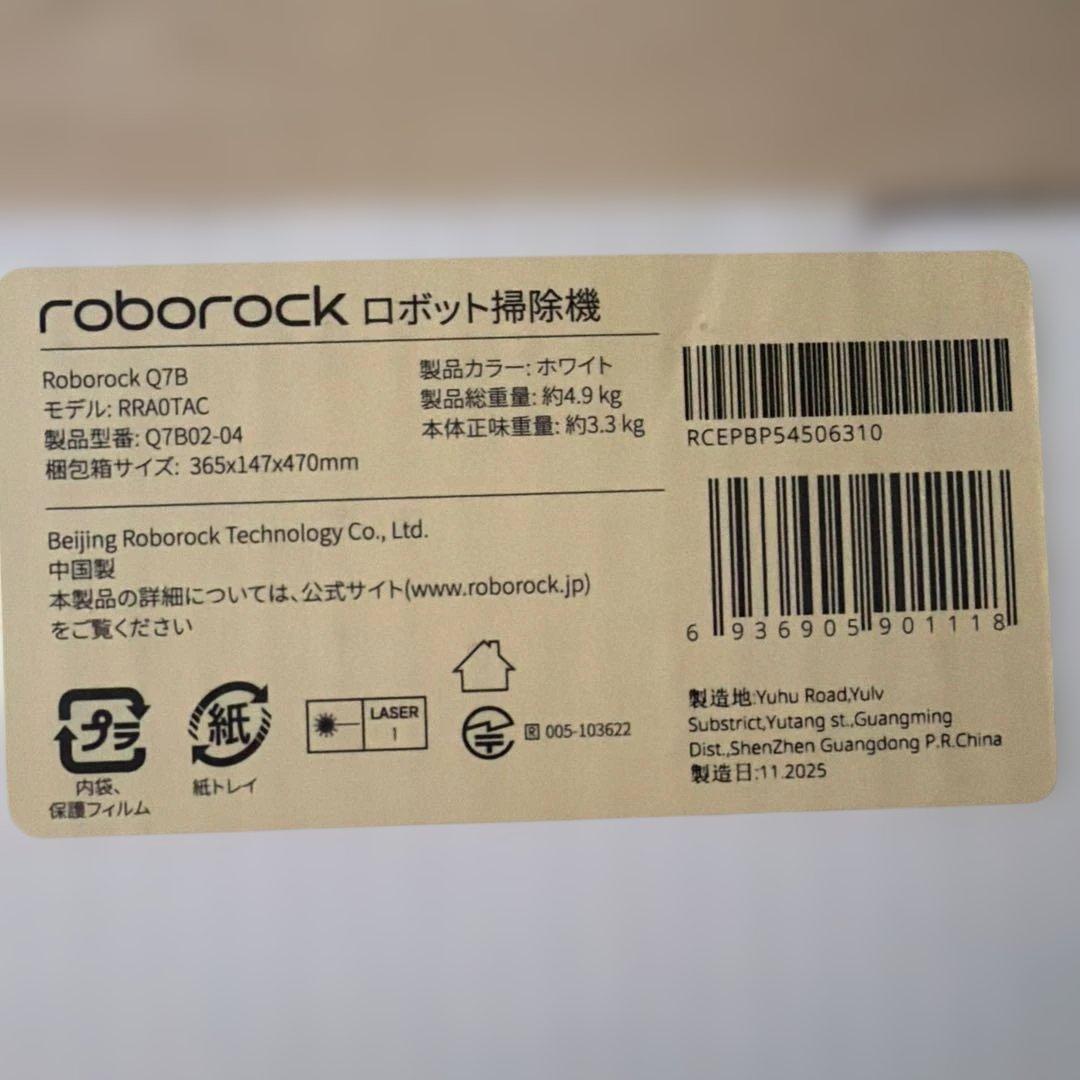 roborock ロボット掃除機
Roborock Q7B
モデル: RRA0TAC
製品型番: Q7B02-04
梱包箱サイズ: 365x147x470mm
製品カラー: ホワイト
製品総重量: 約4.9 kg
本体正味重量: 約3.3 kg
RCEPBP54506310
6 936905 901118
Beijing Roborock Technology Co., Ltd.
中国製
本製品の詳細については、公式サイト(www.roborock.jp)
をご覧ください
プラ
内袋、
保護フィルム
紙
紙トレイ
LASER
1
R 005-103622
製造地:Yuhu Road,Yulv
Substrict,Yutang st.,Guangming
Dist.,ShenZhen Guangdong P.R.China
製造日:11.2025